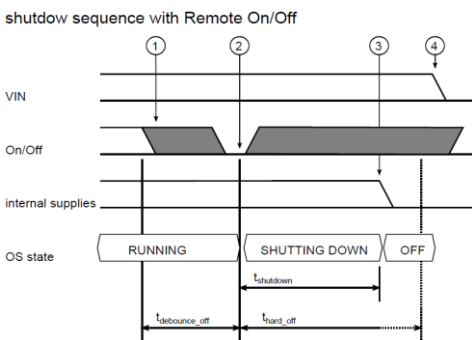 shutdow sequence with Remote On/Off
1 2 3 4
VIN
On/Off
internal supplies
OS state RUNNING SHUTTING DOWN OFF
tshutdown
tdebounce_off thard_off